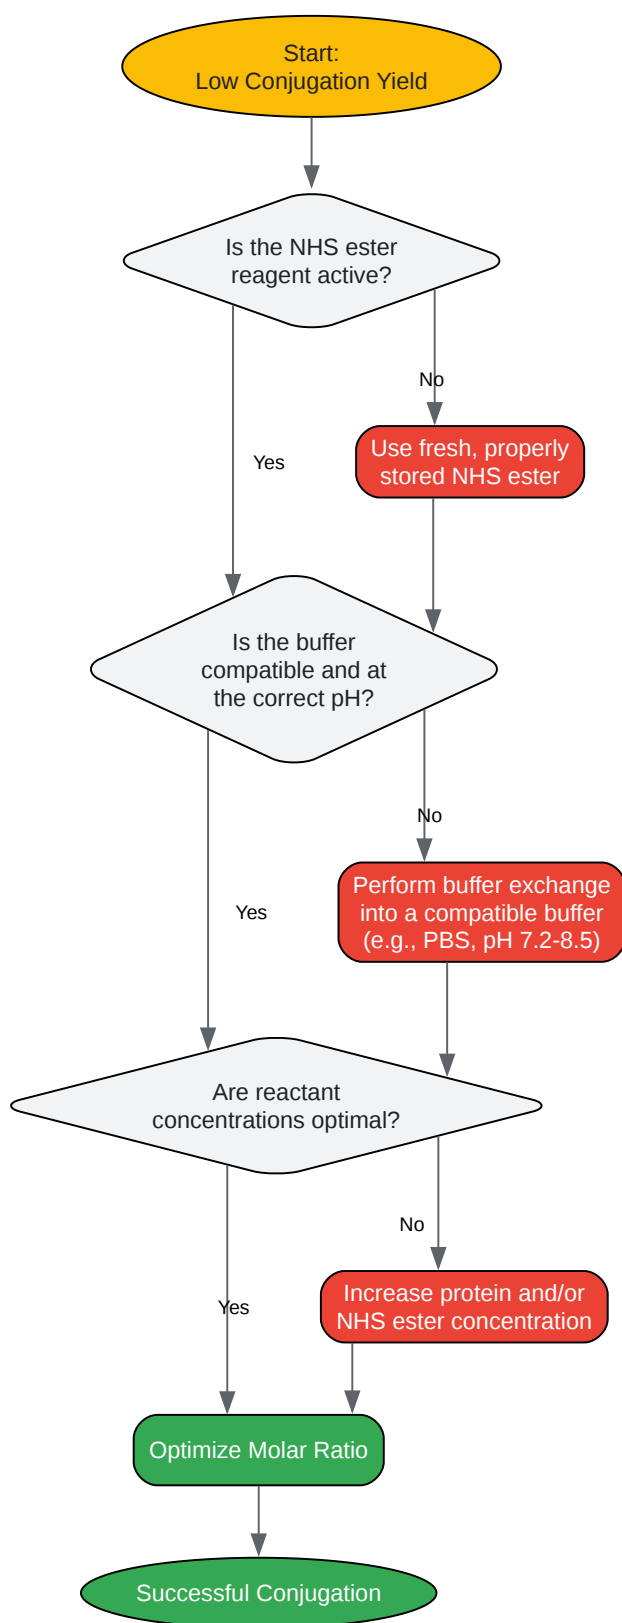 Start:
Low Conjugation Yield
Is the NHS ester
reagent active?
No
Yes
Use fresh, properly
stored NHS ester
Is the buffer
compatible and at
the correct pH?
No
Yes
Perform buffer exchange
into a compatible buffer
(e.g., PBS, pH 7.2-8.5)
Are reactant
concentrations optimal?
No
Yes
Increase protein and/or
NHS ester concentration
Optimize Molar Ratio
Successful Conjugation